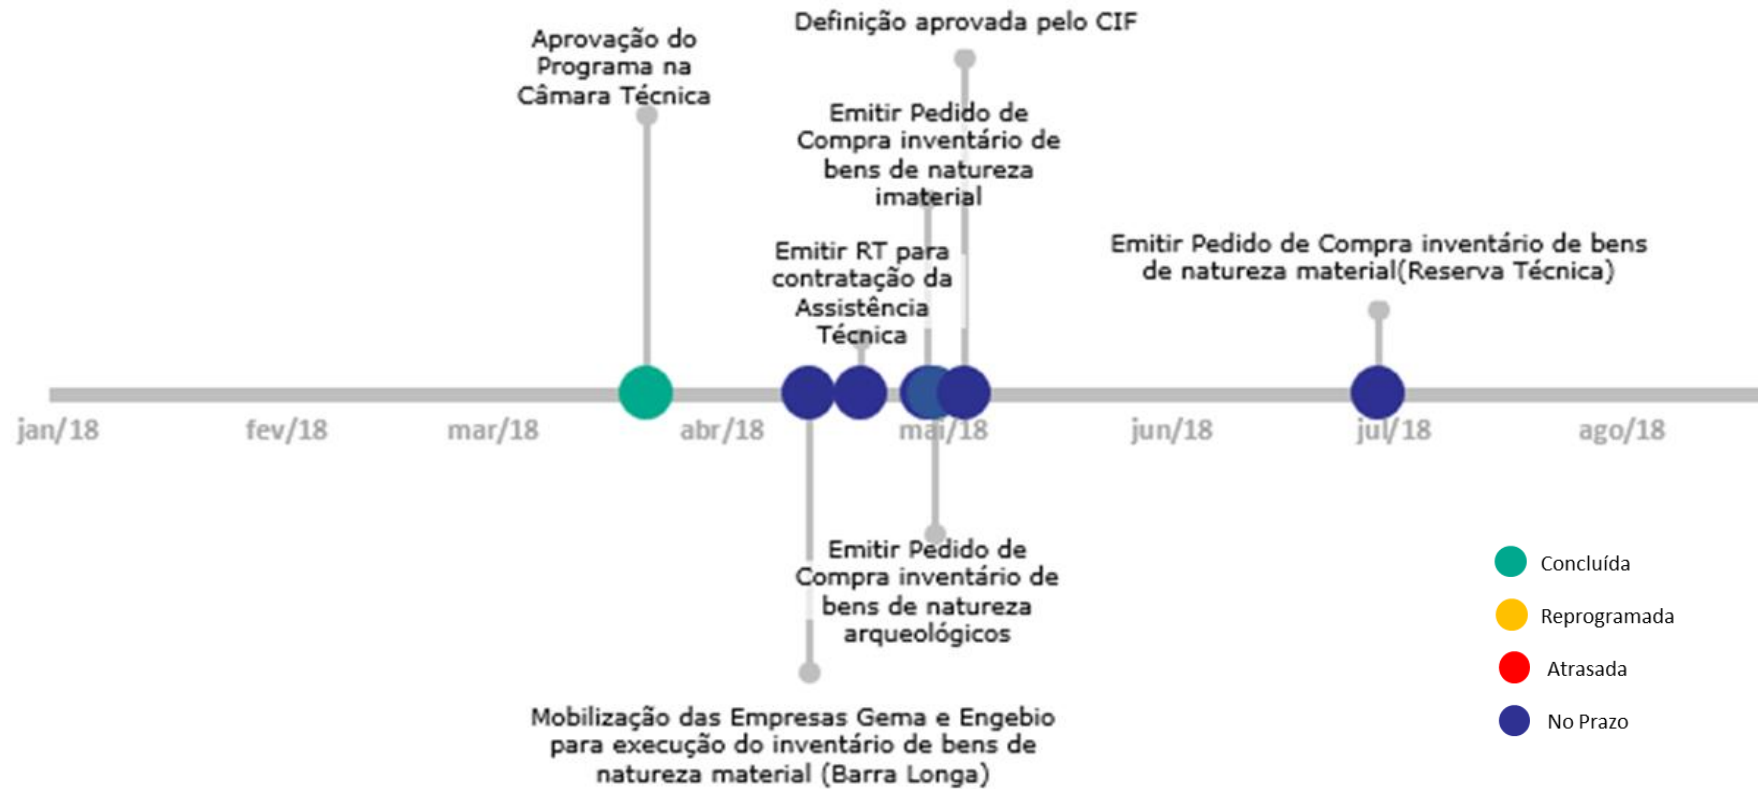 Definição aprovada pelo CIF
Aprovação do
Programa na
Câmara Técnica
Emitir Pedido de
Compra inventário de
bens de natureza
imaterial
Emitir RT para
contratação da
Assistência
Técnica
Emitir Pedido de Compra inventário de bens
de natureza material(Reserva Técnica)
jan/18
fev/18
mar/18
abr/18
mai/18
jun/18
jul/18
ago/18
Emitir Pedido de
Compra inventário de
bens de natureza
arqueológicos
Mobilização das Empresas Gema e Engebio
para execução do inventário de bens de
natureza material (Barra Longa)
Concluída
Reprogramada
Atrasada
No Prazo